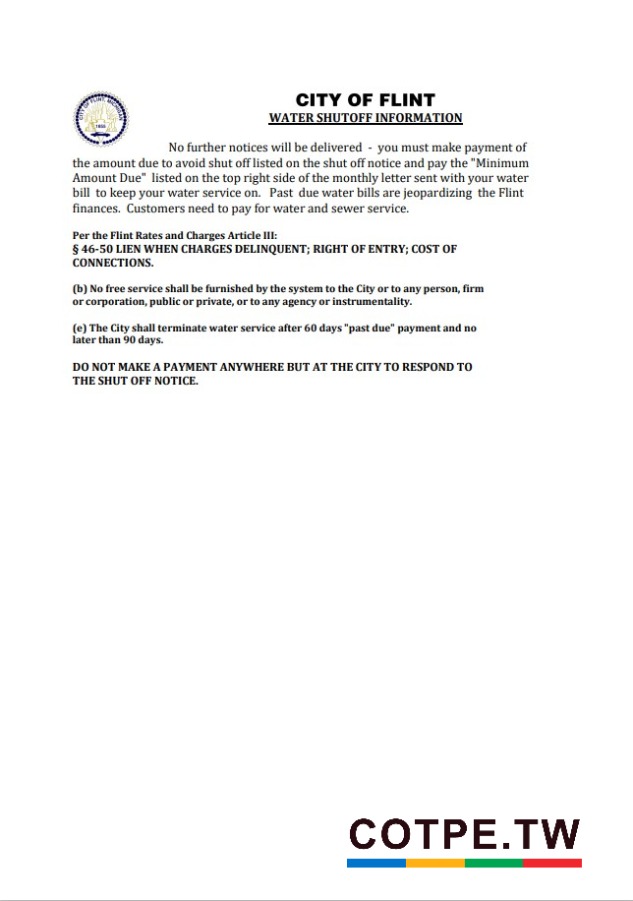 CITY OF FLINT
WATER SHUTOFF INFORMATION
No further notices will be delivered - you must make payment of
the amount due to avoid shut off listed on the shut off notice and pay the "Minimum
Amount Due" listed on the top right side of the monthly letter sent with your water
bill to keep your water service on. Past due water bills are jeopardizing the Flint
finances. Customers need to pay for water and sewer service.
Per the Flint Rates and Charges Article III:
§ 46-50 LIEN WHEN CHARGES DELINQUENT; RIGHT OF ENTRY; COST OF
CONNECTIONS.
(b) No free service shall be furnished by the system to the City or to any person, firm
or corporation, public or private, or to any agency or instrumentality.
(e) The City shall terminate water service after 60 days "past due" payment and no
later than 90 days.
DO NOT MAKE A PAYMENT ANYWHERE BUT AT THE CITY TO RESPOND TO
THE SHUT OFF NOTICE.
COTPE.TW